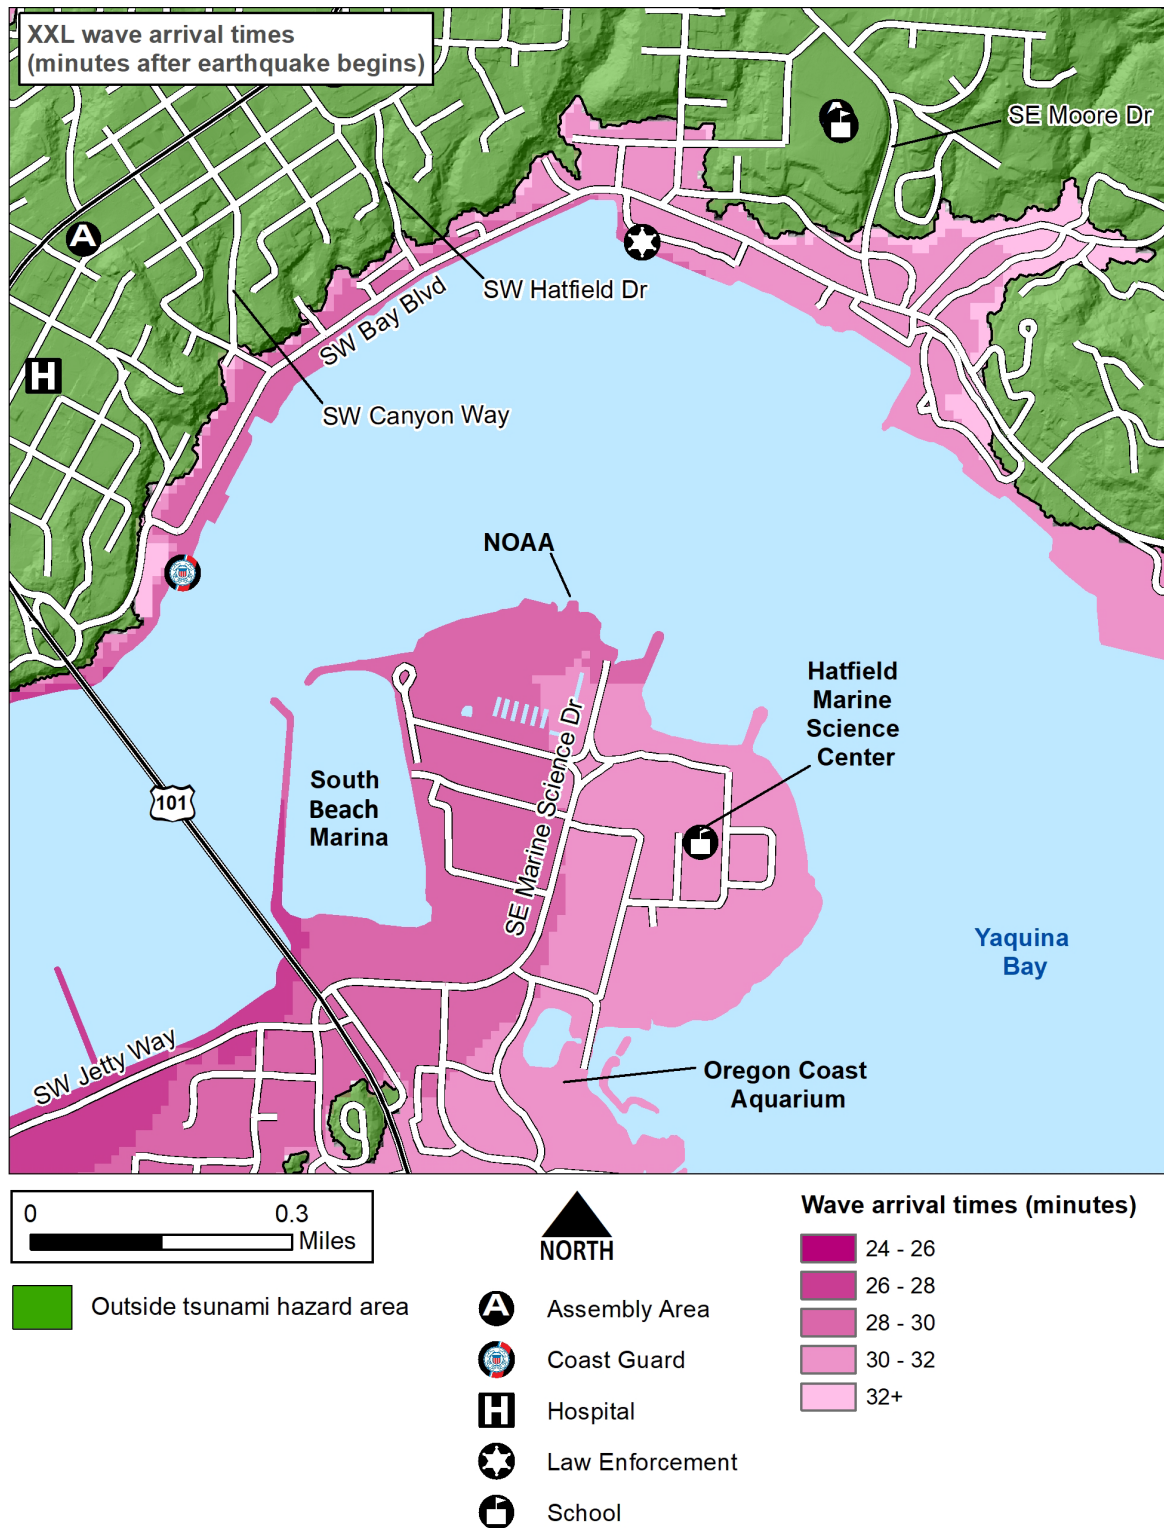 XXL wave arrival times
(minutes after earthquake begins)
SE Moore Dr
A
A
SW Hatfield Dr
SW Bay Blvd
H
SW Canyon Way
NOAA
Hatfield
Marine
Science
Center
SE Marine Science Dr
South
Beach
Marina
101
Yaquina
Bay
SW Jetty Way
Oregon Coast
Aquarium
0 0.3
Miles
Outside tsunami hazard area
NORTH
A Assembly Area
Coast Guard
H Hospital
Law Enforcement
School
Wave arrival times (minutes)
24 - 26
26 - 28
28 - 30
30 - 32
32+